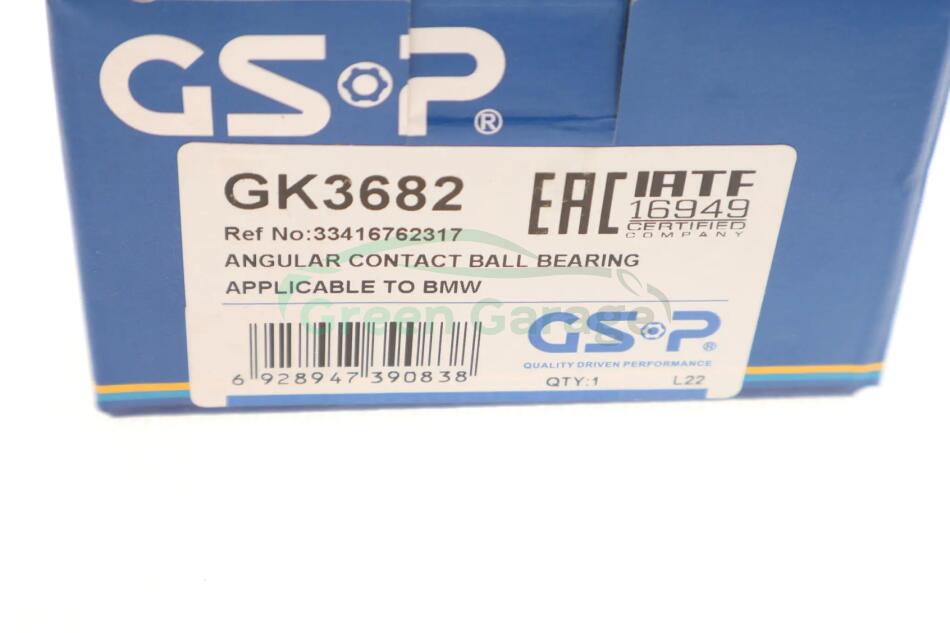 GSP®
GK3682
Ref No:33416762317
ANGULAR CONTACT BALL BEARING
APPLICABLE TO BMW
EAC
IATF
16949
CERTIFIED
COMPANY
Green Garage
6 928947 390838
GSP®
QUALITY DRIVEN PERFORMANCE
QTY:1 L22